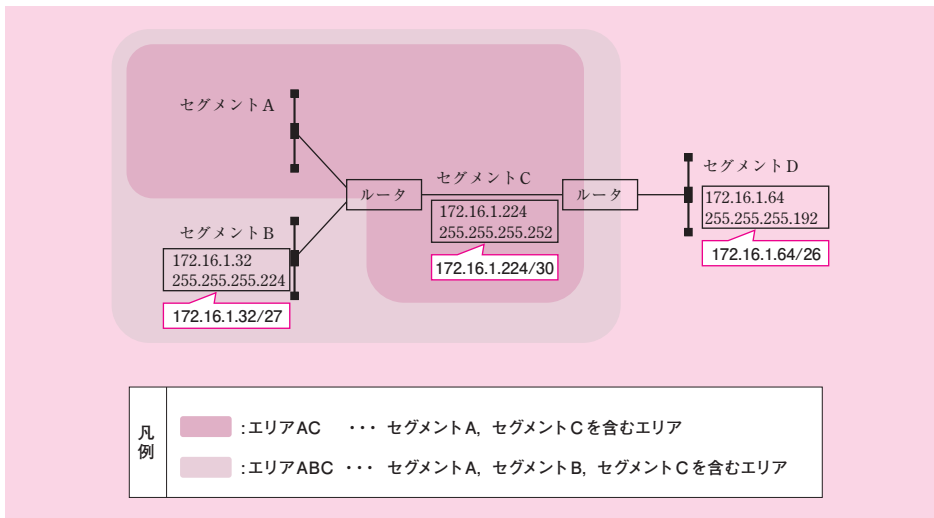 セグメントA
セグメントB
172.16.1.32
255.255.255.224
172.16.1.32/27
ルータ
セグメントC
172.16.1.224
255.255.255.252
172.16.1.224/30
ルータ
セグメントD
172.16.1.64
255.255.255.192
172.16.1.64/26
凡例
:エリアAC ・・・ セグメントA,セグメントCを含むエリア
:エリアABC ・・・ セグメントA,セグメントB,セグメントCを含むエリア